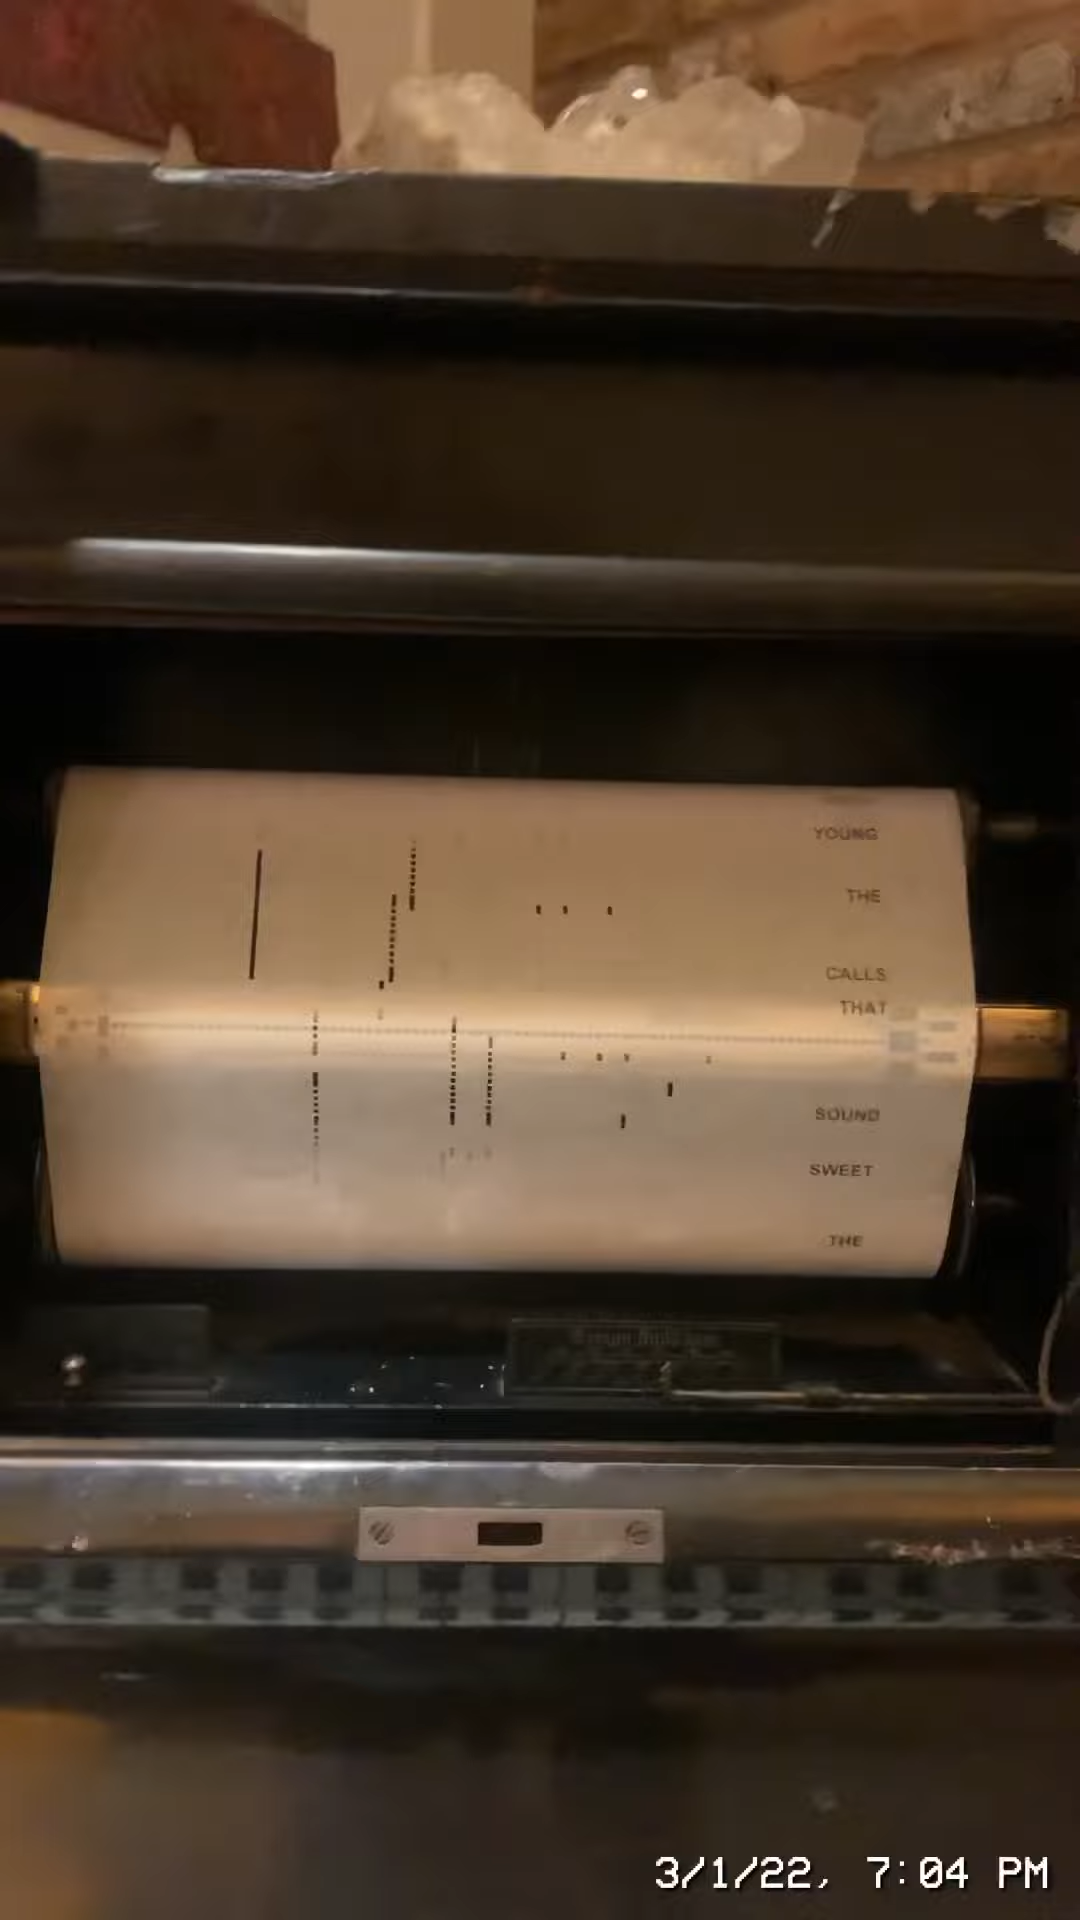 YOUNG
THE
CALLS
THAT
SOUND
SWEET
THE
3/1/22, 7:04 PM